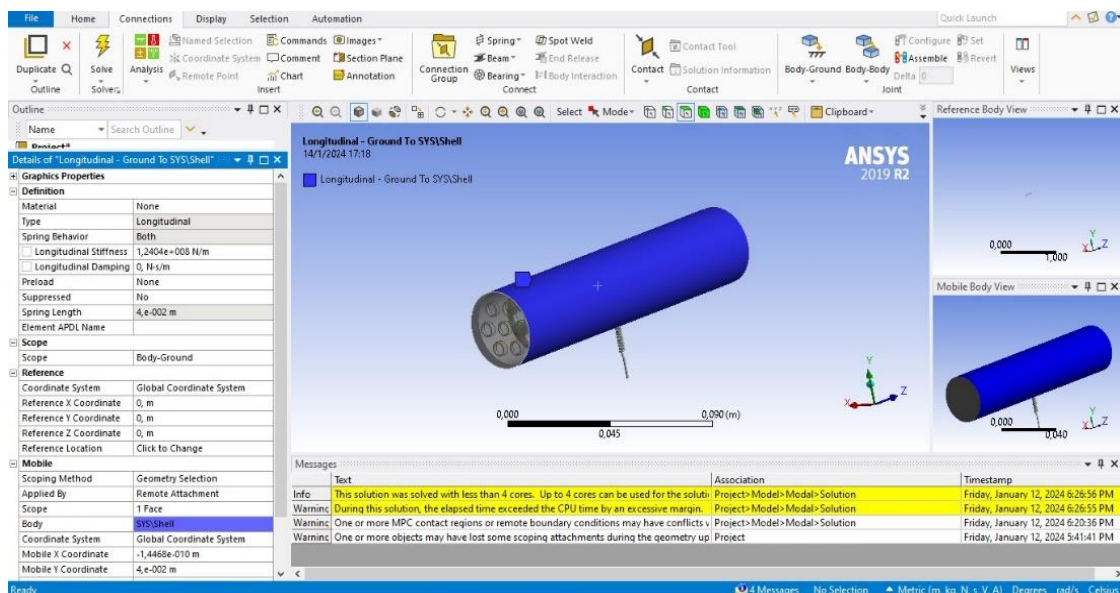 File Home Connections Display Selection Automation Quick Launch
Named Selection Commands Images Spring Spot Weld Contact Tool Configure Set
Coordinate System Comment Section Plane Beam End Release Solution Information Assemble Revert
Remote Point Chart Annotation Bearing Body Interaction Delta 0
Duplicate Solve Analysis Connection Group Contact Body-Ground Body-Body Views
Outline Solver Insert Connect Contact Joint
Outline Select Mode Clipboard Reference Body View
Name Search Outline
Project*
Details of "Longitudinal - Ground To SYS\Shell"
Graphics Properties
Definition
Material None
Type Longitudinal
Spring Behavior Both
Longitudinal Stiffness 1,2404e+008 N/m
Longitudinal Damping 0, N·s/m
Preload None
Suppressed No
Spring Length 4,e-002 m
Element APDL Name
Scope
Scope Body-Ground
Reference
Coordinate System Global Coordinate System
Reference X Coordinate 0, m
Reference Y Coordinate 0, m
Reference Z Coordinate 0, m
Reference Location Click to Change
Mobile
Scoping Method Geometry Selection
Applied By Remote Attachment
Scope 1 Face
Body SYS\Shell
Coordinate System Global Coordinate System
Mobile X Coordinate -1,4468e-010 m
Mobile Y Coordinate 4,e-002 m
Longitudinal - Ground To SYS\Shell
14/1/2024 17:18
Longitudinal - Ground To SYS\Shell
ANSYS
2019 R2
0,000 0,090 (m)
0,045
Y
X Z
0,000
1,000
Y
X Z
Mobile Body View
0,000
0,040
Y
X Z
Messages
Text Association Timestamp
Info This solution was solved with less than 4 cores. Up to 4 cores can be used for the soluti Project>Model>Modal>Solution Friday, January 12, 2024 6:26:56 PM
Warninc During this solution, the elapsed time exceeded the CPU time by an excessive margin. Project>Model>Modal>Solution Friday, January 12, 2024 6:26:55 PM
Warninc One or more MPC contact regions or remote boundary conditions may have conflicts v Project>Model>Modal>Solution Friday, January 12, 2024 6:20:36 PM
Warninc One or more objects may have lost some scoping attachments during the geometry up Project Friday, January 12, 2024 5:41:41 PM
Ready 4 Messages No Selection Metric (m, kg, N, s, V, A) Degrees rad/s Celsius